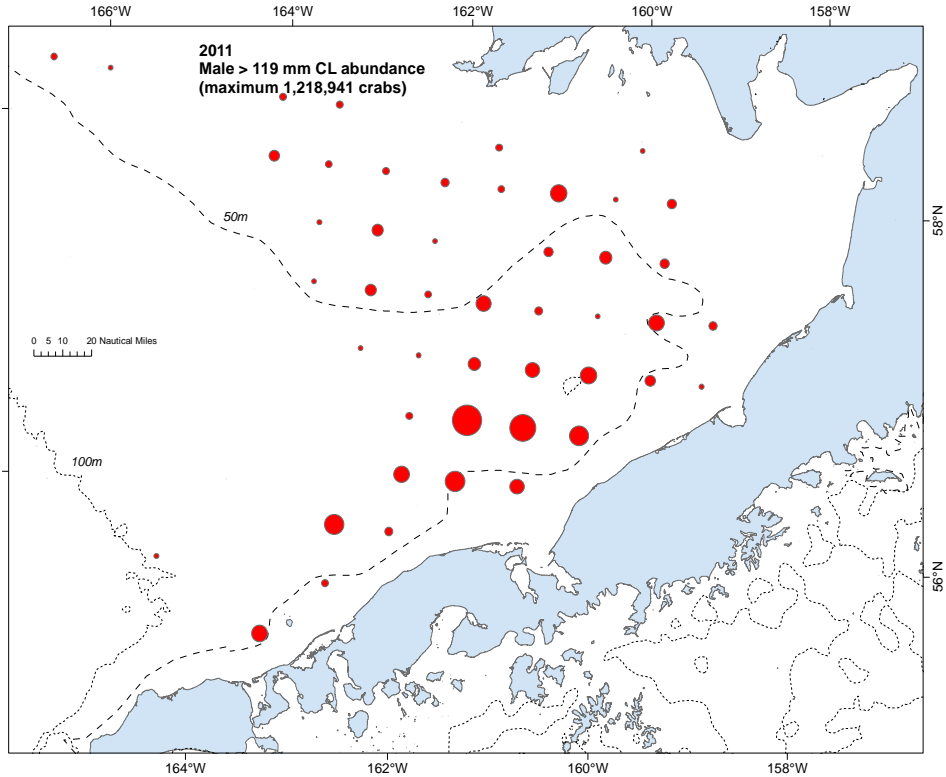 166°W 164°W 162°W 160°W 158°W
2011
Male > 119 mm CL abundance
(maximum 1,218,941 crabs)
50m
58°N
0 5 10 20 Nautical Miles
100m
56°N
164°W 162°W 160°W 158°W